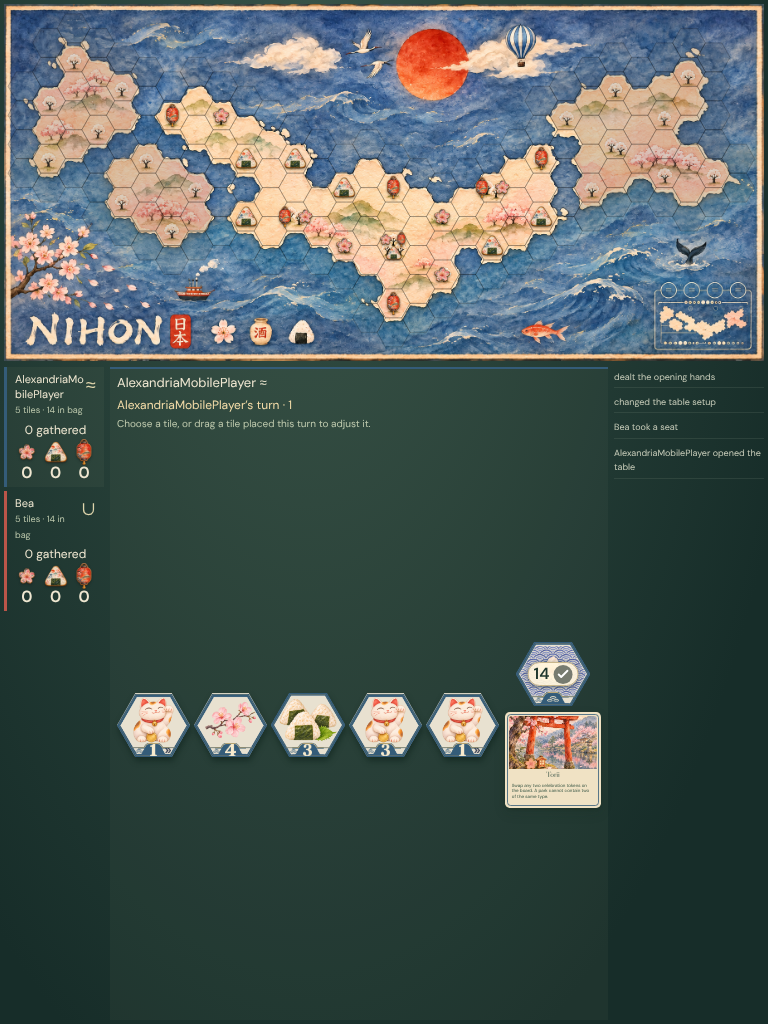 NIHON
日本
酒
AlexandriaMo
bilePlayer
≈
5 tiles · 14 in bag
0 gathered
0 0 0
Bea
5 tiles · 14 in
bag
0 gathered
0 0 0
AlexandriaMobilePlayer ≈
AlexandriaMobilePlayer's turn · 1
Choose a tile, or drag a tile placed this turn to adjust it.
14
1 4 3 3 1
Torii
Swap any two celebration tokens on
the board. A peak cannot contain two
of the same type.
dealt the opening hands
changed the table setup
Bea took a seat
AlexandriaMobilePlayer opened the
table